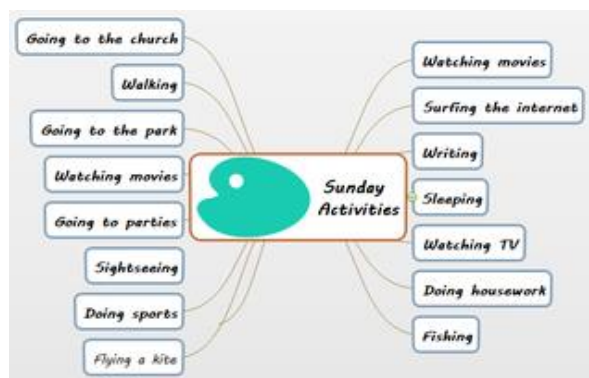 Going to the church
Walking
Going to the park
Watching movies
Going to parties
Sightseeing
Doing sports
Flying a kite
Sunday
Activities
Watching movies
Surfing the internet
Writing
Sleeping
Watching TV
Doing housework
Fishing